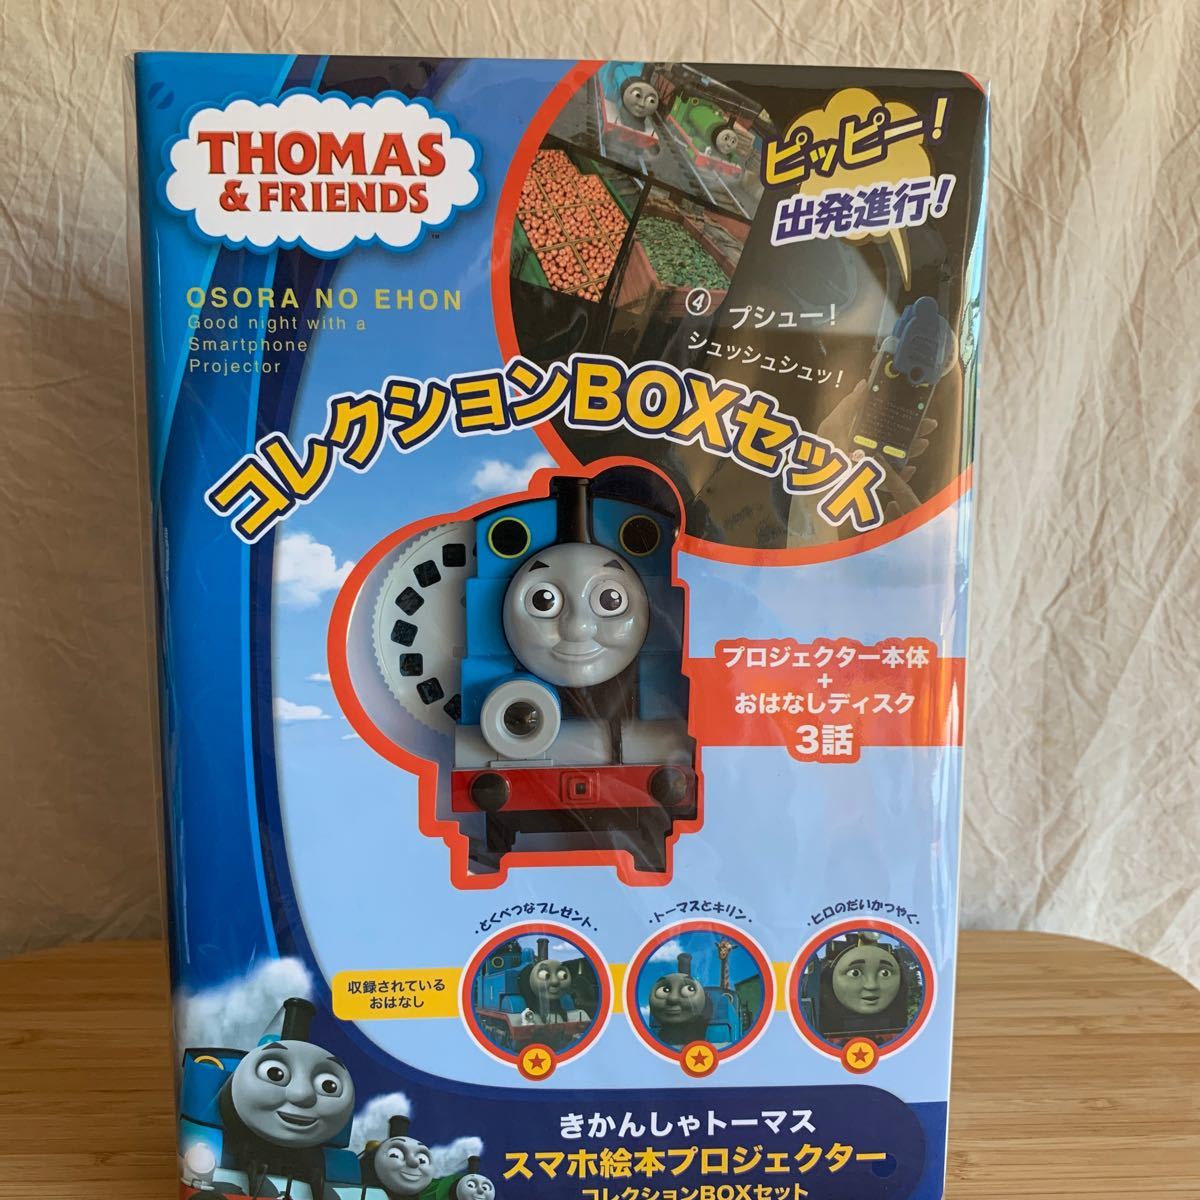 THOMAS
& FRIENDS
™
OSORA NO EHON
Good night with a
Smartphone
Projector
ピッピー!
出発進行!
④ プシュー!
シュッシュシュッ!
コレクションBOXセット
プロジェクター本体
+
おはなしディスク
3話
収録されている
おはなし
・とくべつなプレゼント・
・トーマスとキリン・
・ヒロのだいかつやく・
きかんしゃトーマス
スマホ絵本プロジェクター
コレクションBOXセット